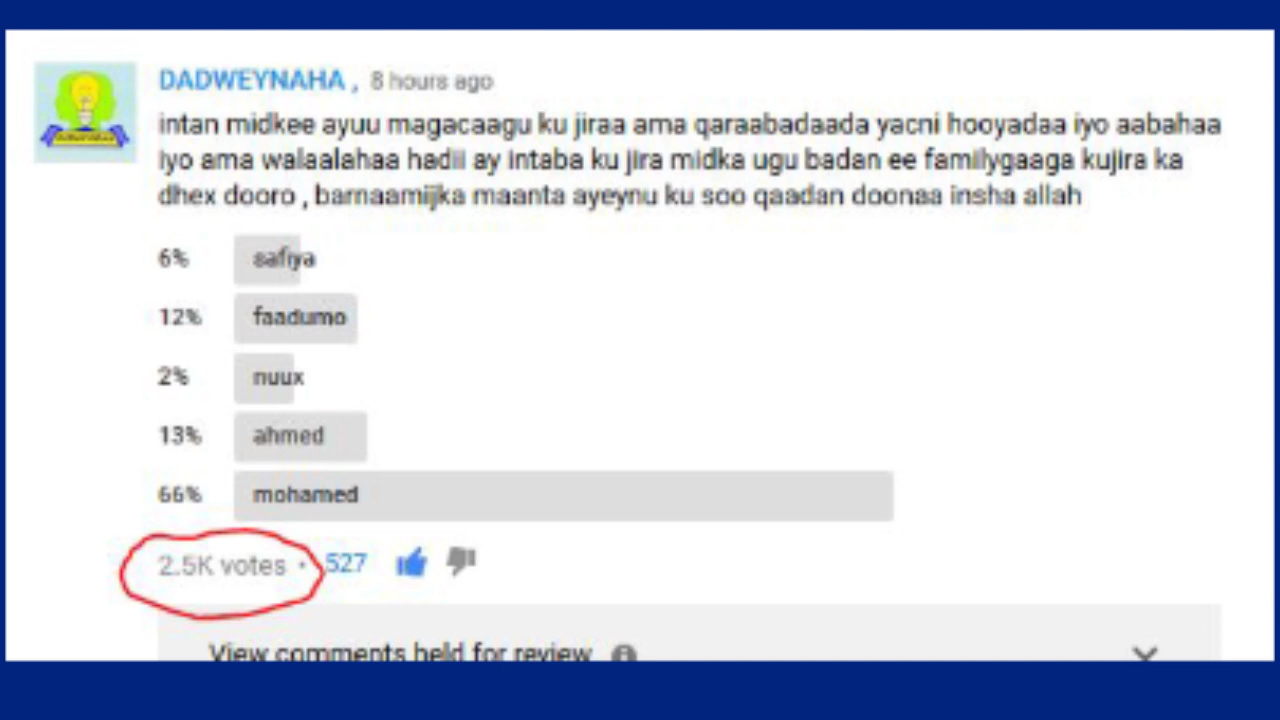 DADWEYNAHA , 8 hours ago
intan midkee ayuu magacaagu ku jiraa ama qaraabadaada yacni hooyadaa iyo aabahaa
iyo ama walaalahaa hadii ay intaba ku jira midka ugu badan ee familygaaga kujira ka
dhex dooro , barnaamijka maanta ayeynu ku soo qaadan doonaa insha allah
6% safiya
12% faadumo
2% nuux
13% ahmed
66% mohamed
2.5K votes • 527
View comments held for review